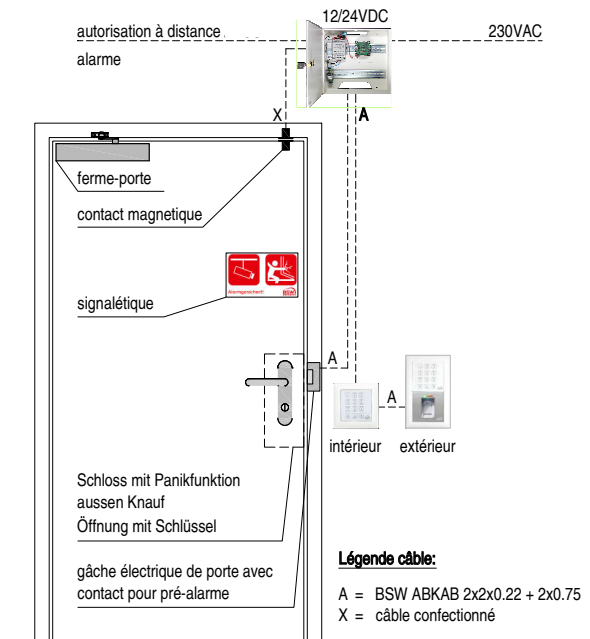 12/24VDC
autorisation à distance
230VAC
alarme
X
A
ferme-porte
contact magnetique
Alarmgesichert!
BSW
signalétique
A
A
intérieur
extérieur
Schloss mit Panikfunktion
aussen Knauf
Öffnung mit Schlüssel
gâche électrique de porte avec
contact pour pré-alarme
Légende câble:
A = BSW ABKAB 2x2x0.22 + 2x0.75
X = câble confectionné